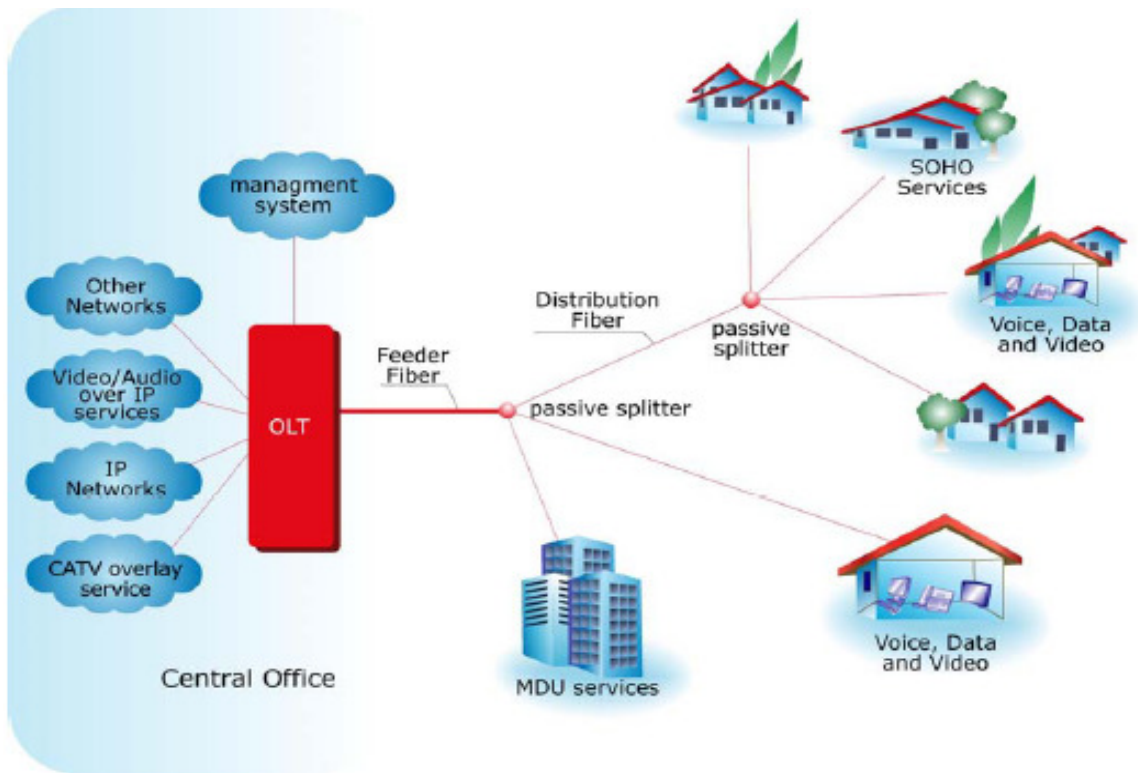 managment
system
Other
Networks
Video/Audio
over IP
services
IP
Networks
CATV overlay
service
OLT
Central Office
Feeder
Fiber
passive splitter
Distribution
Fiber
passive
splitter
SOHO
Services
Voice, Data
and Video
Voice, Data
and Video
MDU services